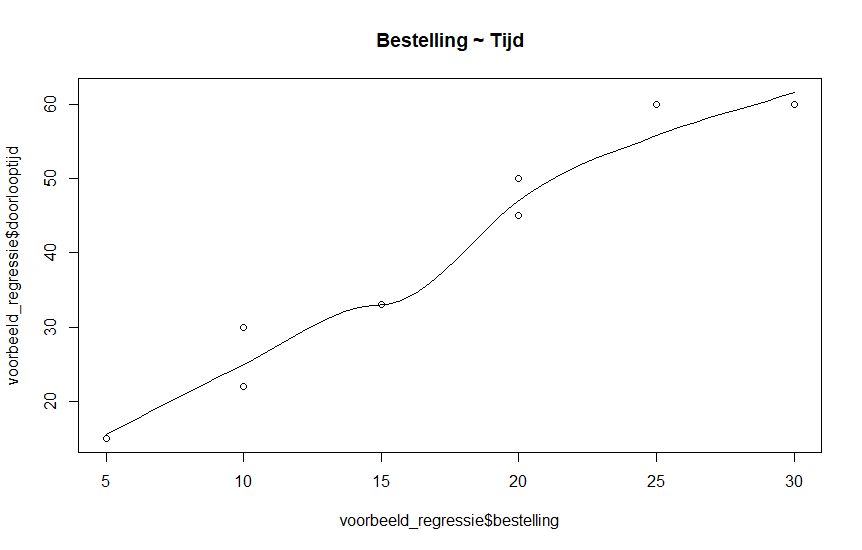 Bestelling ~ Tijd
voorbeeld_regressie$doorlooptijd
60
50
40
30
20
5 10 15 20 25 30
voorbeeld_regressie$bestelling